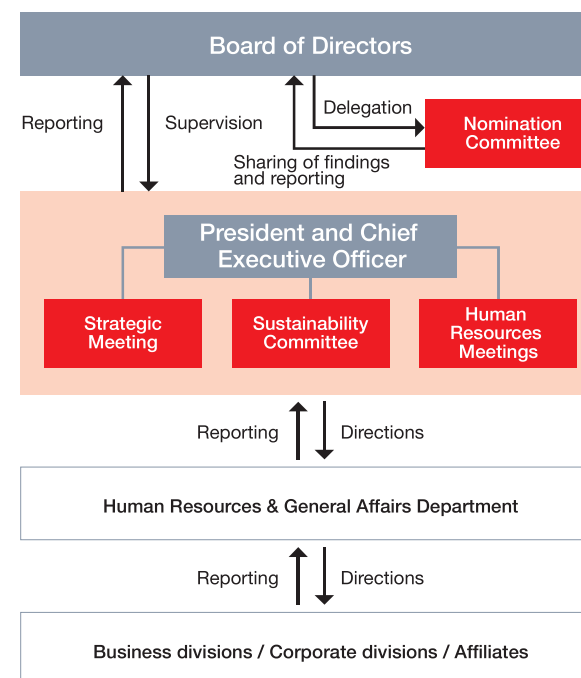 Board of Directors
Reporting
Supervision
Delegation
Nomination
Committee
Sharing of findings
and reporting
President and Chief
Executive Officer
Strategic
Meeting
Sustainability
Committee
Human
Resources
Meetings
Reporting
Directions
Human Resources & General Affairs Department
Reporting
Directions
Business divisions / Corporate divisions / Affiliates